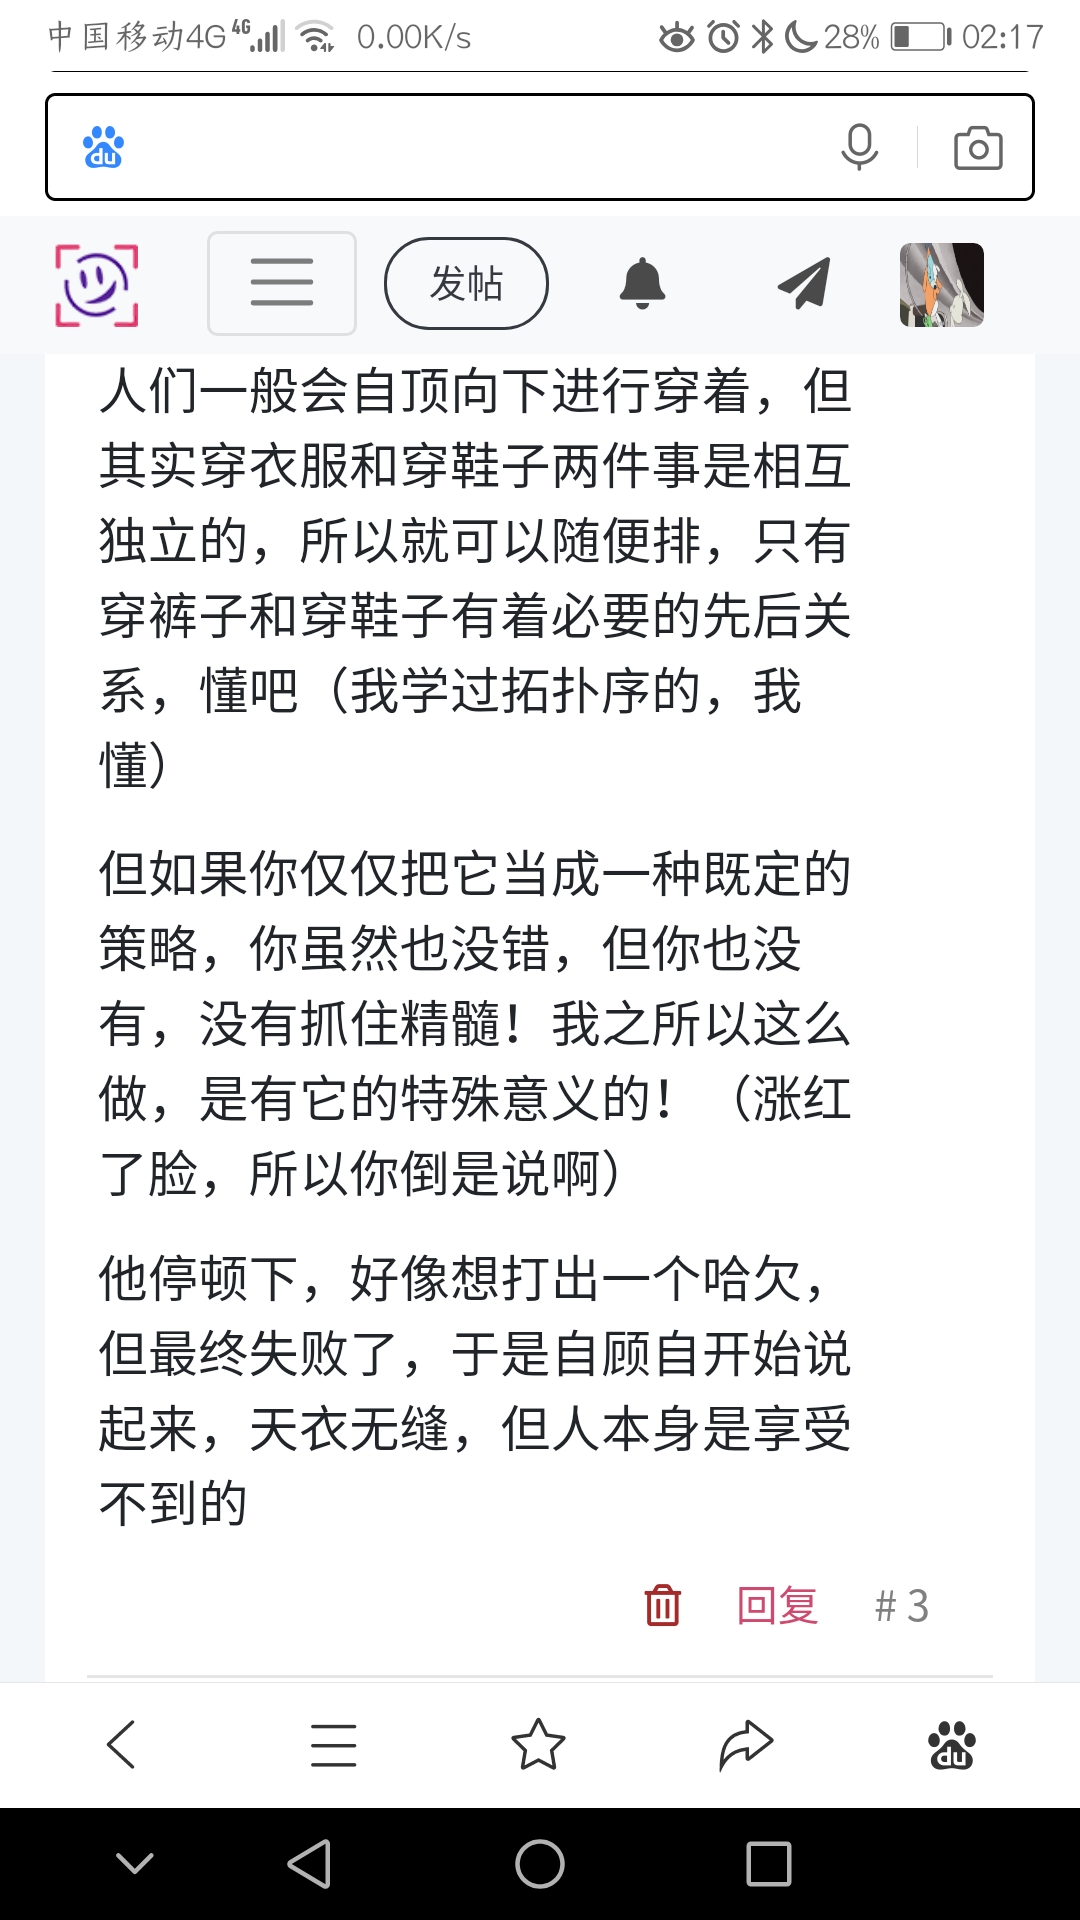 中国移动4G 4G 0.00K/s 28% 02:17
du
发帖
人们一般会自顶向下进行穿着，但
其实穿衣服和穿鞋子两件事是相互
独立的，所以就可以随便排，只有
穿裤子和穿鞋子有着必要的先后关
系，懂吧（我学过拓扑序的，我
懂）
但如果你仅仅把它当成一种既定的
策略，你虽然也没错，但你也没
有，没有抓住精髓！我之所以这么
做，是有它的特殊意义的！（涨红
了脸，所以你倒是说啊）
他停顿下，好像想打出一个哈欠，
但最终失败了，于是自顾自开始说
起来，天衣无缝，但人本身是享受
不到的
回复 # 3
du